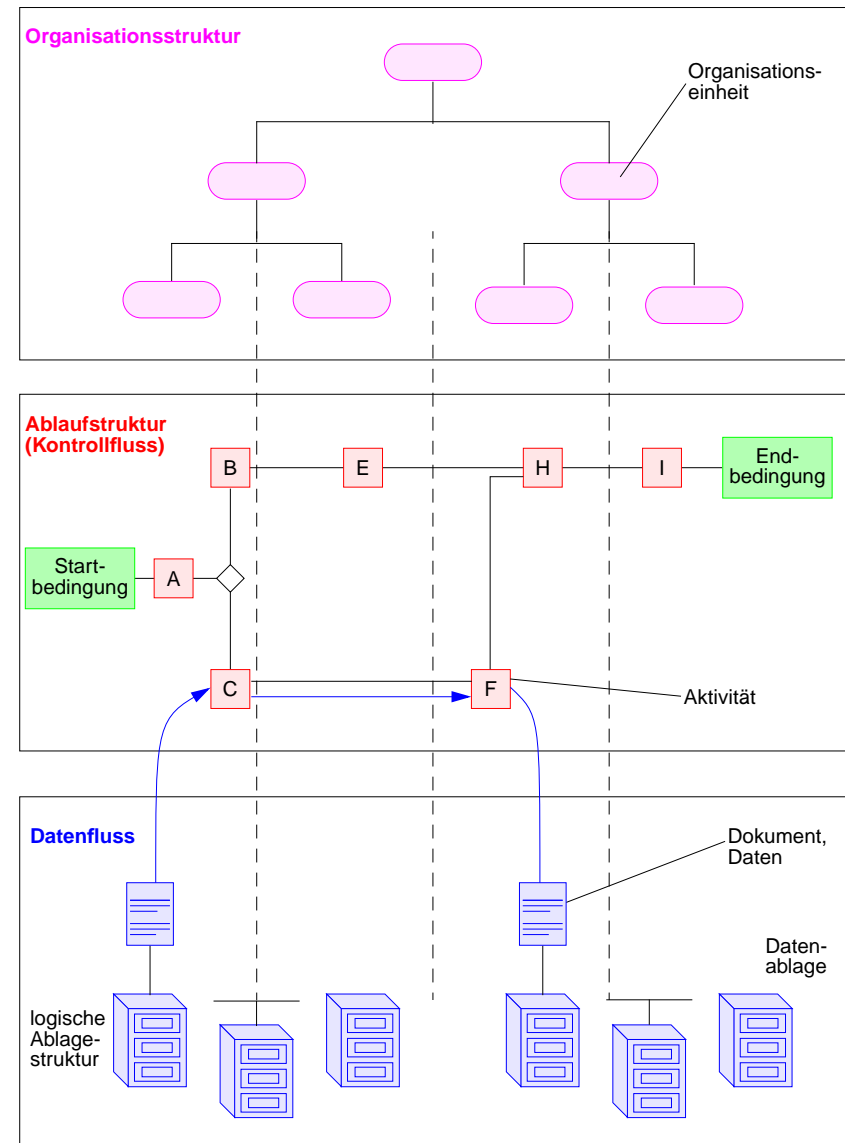 Organisationsstruktur
Organisations-
einheit
Ablaufstruktur
(Kontrollfluss)
B
E
H
I
End-
bedingung
Start-
bedingung
A
C
F
Aktivität
Datenfluss
Dokument,
Daten
Daten-
ablage
logische
Ablage-
struktur